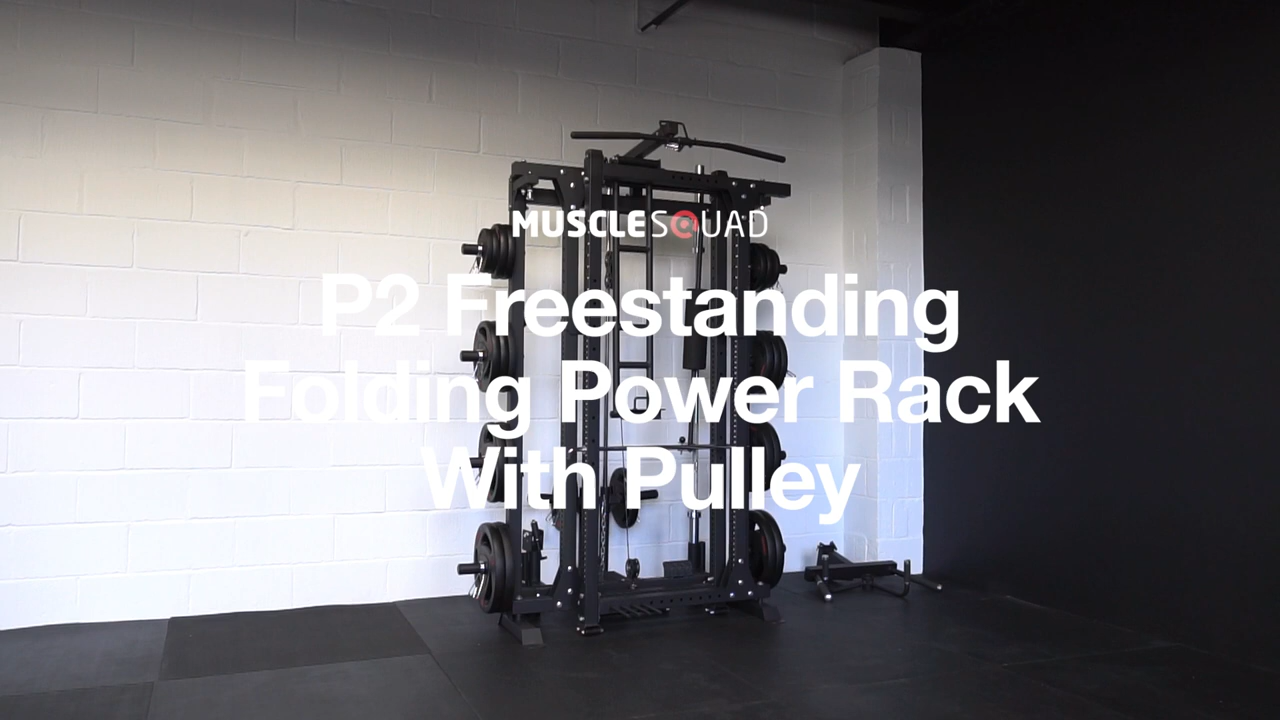 MUSCLESQUAD
P2 Freestanding
Folding Power Rack
With Pulley